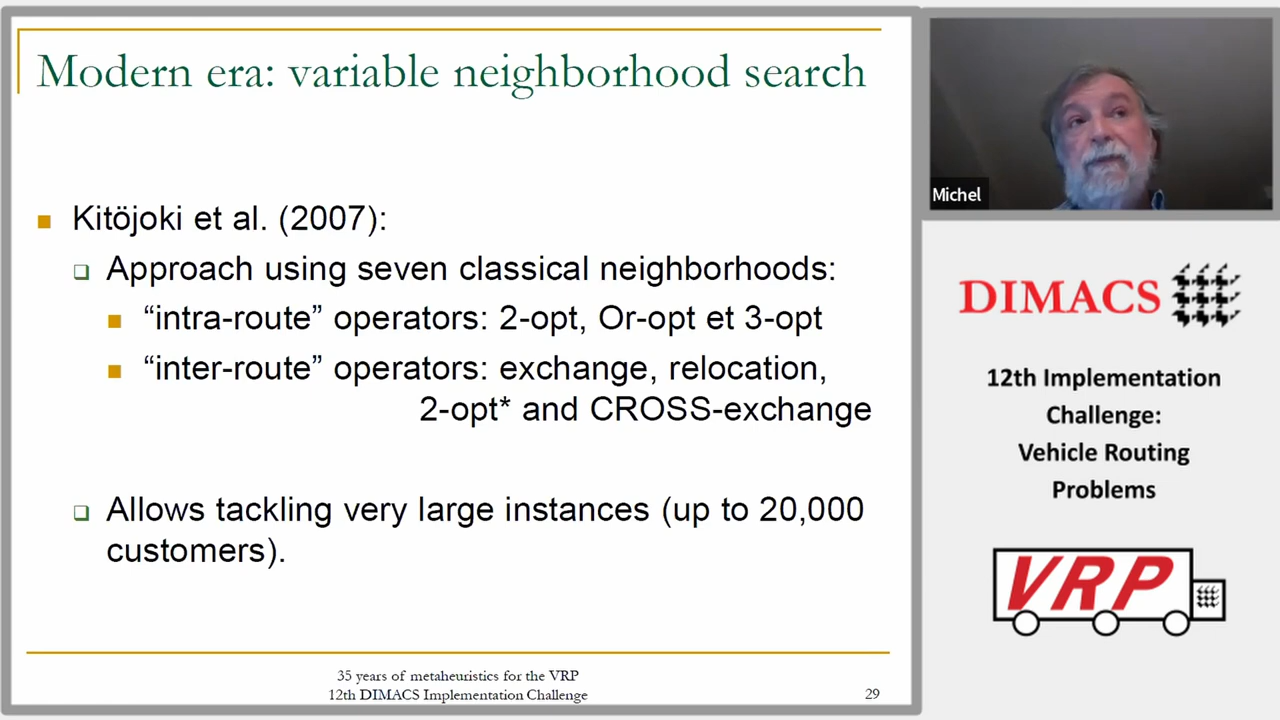 Modern era: variable neighborhood search
Kitöjoki et al. (2007):
Approach using seven classical neighborhoods:
“intra-route” operators: 2-opt, Or-opt et 3-opt
“inter-route” operators: exchange, relocation,
2-opt* and CROSS-exchange
Allows tackling very large instances (up to 20,000
customers).
35 years of metaheuristics for the VRP
12th DIMACS Implementation Challenge
29
Michel
DIMACS
12th Implementation
Challenge:
Vehicle Routing
Problems
VRP